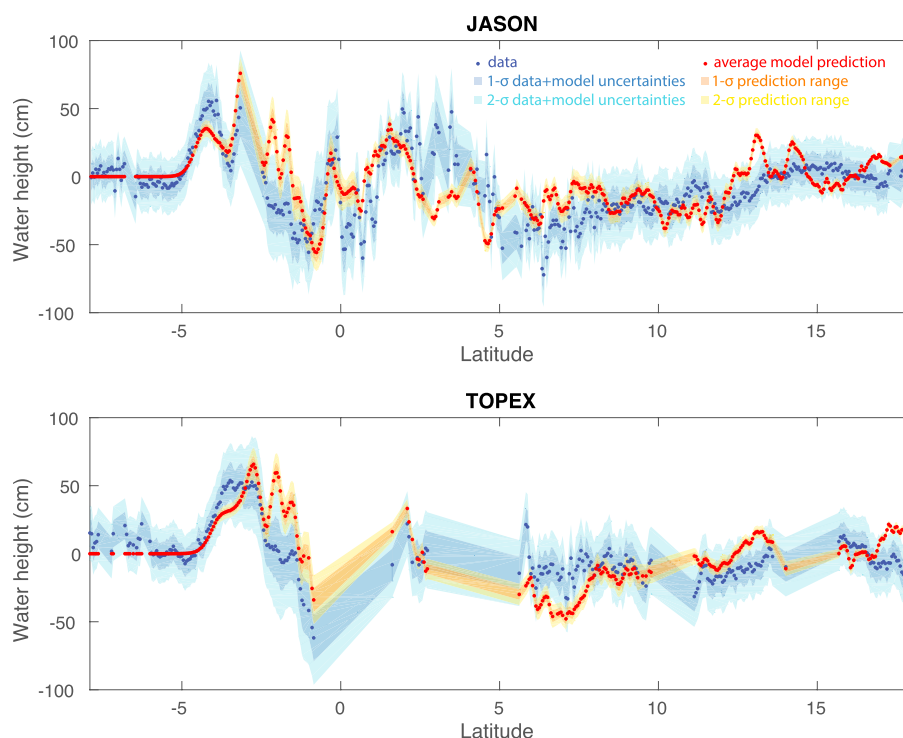 JASON
100
50
0
-50
-100
Water height (cm)
data
1-σ data+model uncertainties
2-σ data+model uncertainties
average model prediction
1-σ prediction range
2-σ prediction range
-5 0 5 10 15
Latitude
TOPEX
100
50
0
-50
-100
Water height (cm)
-5 0 5 10 15
Latitude